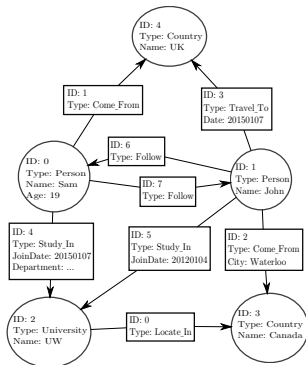 ID: 4
Type: Country
Name: UK
ID: 1
Type: Come_From
ID: 3
Type: Travel_To
Date: 20150107
ID: 6
Type: Follow
ID: 0
Type: Person
Name: Sam
Age: 19
ID: 1
Type: Person
Name: John
ID: 7
Type: Follow
ID: 4
Type: Study_In
JoinDate: 20150107
Department: ...
ID: 5
Type: Study_In
JoinDate: 20120104
ID: 2
Type: Come_From
City: Waterloo
ID: 2
Type: University
Name: UW
ID: 0
Type: Locate_In
ID: 3
Type: Country
Name: Canada